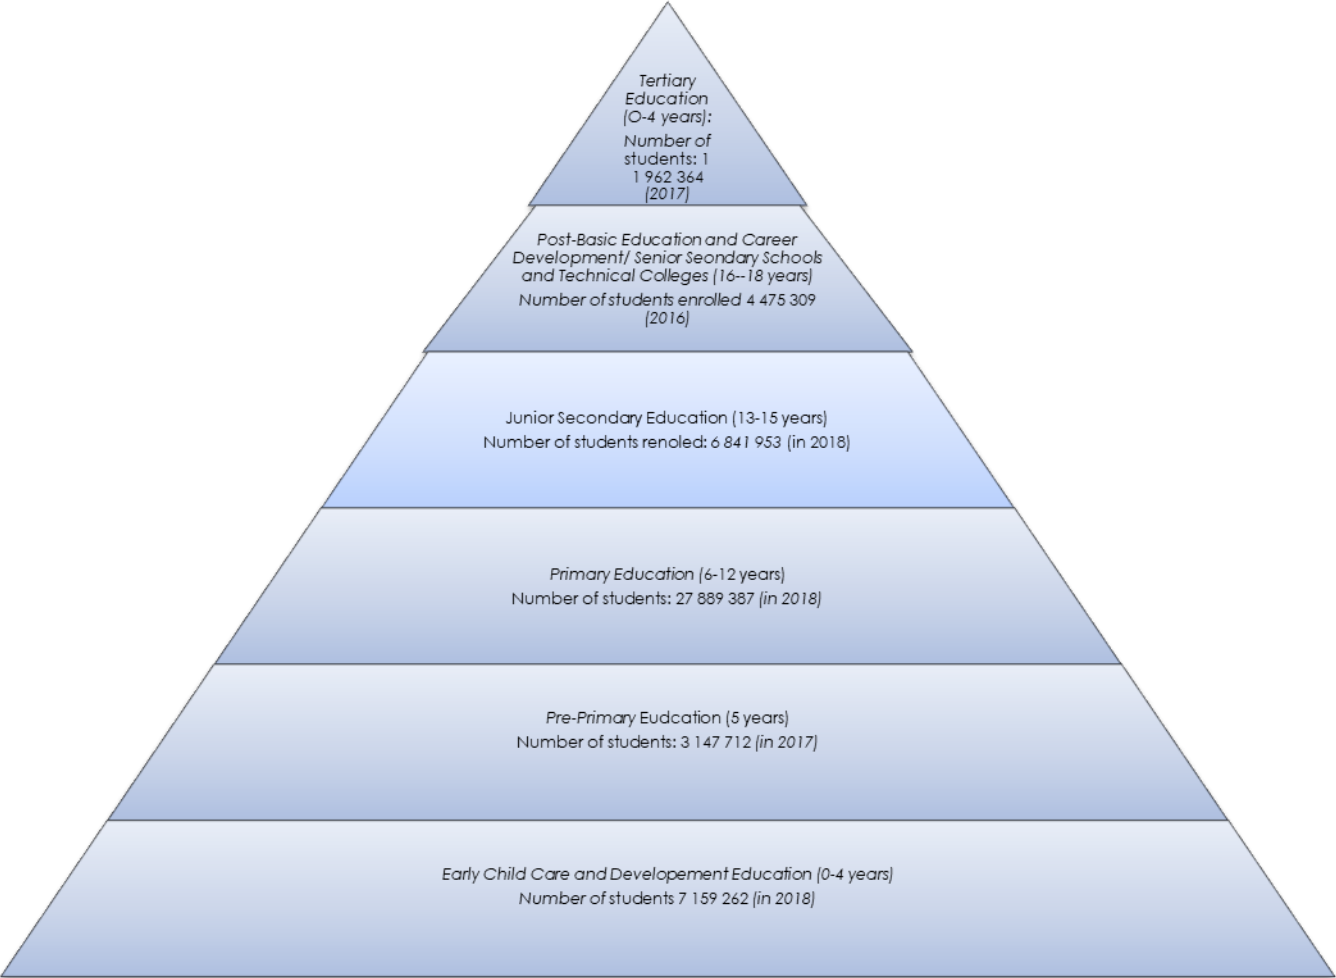 Tertiary
Education
(O-4 years):
Number of
students: 1
1 962 364
(2017)
Post-Basic Education and Career
Development/ Senior Seondary Schools
and Technical Colleges (16--18 years)
Number of students enrolled 4 475 309
(2016)
Junior Secondary Education (13-15 years)
Number of students renoled: 6 841 953 (in 2018)
Primary Education (6-12 years)
Number of students: 27 889 387 (in 2018)
Pre-Primary Eudcation (5 years)
Number of students: 3 147 712 (in 2017)
Early Child Care and Developement Education (0-4 years)
Number of students 7 159 262 (in 2018)